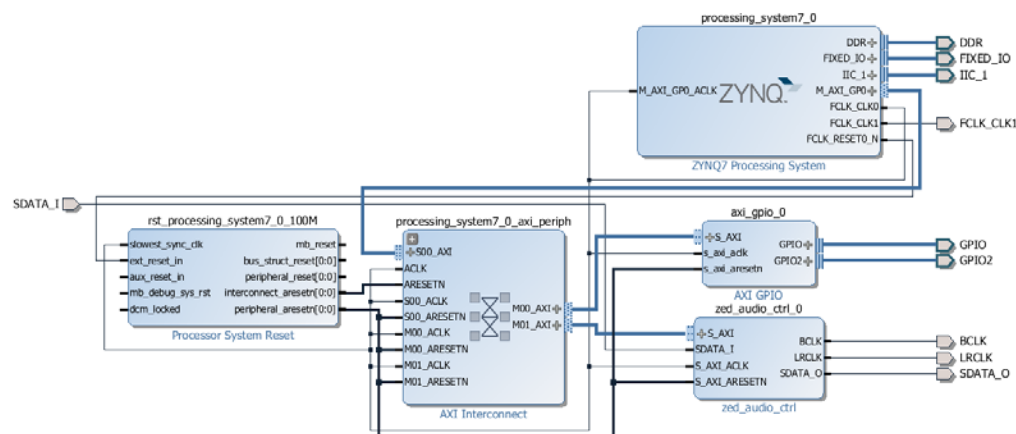 processing_system7_0
DDR
FIXED_IO
IIC_1
M_AXI_GP0_ACLK
ZYNQ
M_AXI_GP0
FCLK_CLK0
FCLK_CLK1
FCLK_RESET0_N
ZYNQ7 Processing System
DDR
FIXED_IO
IIC_1
FCLK_CLK1
SDATA_I
rst_processing_system7_0_100M
slowest_sync_clk
ext_reset_in
aux_reset_in
mb_debug_sys_rst
dcm_locked
mb_reset
bus_struct_reset[0:0]
peripheral_reset[0:0]
interconnect_aresetn[0:0]
peripheral_aresetn[0:0]
Processor System Reset
processing_system7_0_axi_periph
S00_AXI
ACLK
ARESETN
S00_ACLK
S00_ARESETN
M00_ACLK
M00_ARESETN
M01_ACLK
M01_ARESETN
M00_AXI
M01_AXI
AXI Interconnect
axi_gpio_0
S_AXI
s_axi_aclk
s_axi_aresetn
GPIO
GPIO2
AXI GPIO
GPIO
GPIO2
zed_audio_ctrl_0
S_AXI
SDATA_I
S_AXI_ACLK
S_AXI_ARESETN
BCLK
LRCLK
SDATA_O
zed_audio_ctrl
BCLK
LRCLK
SDATA_O